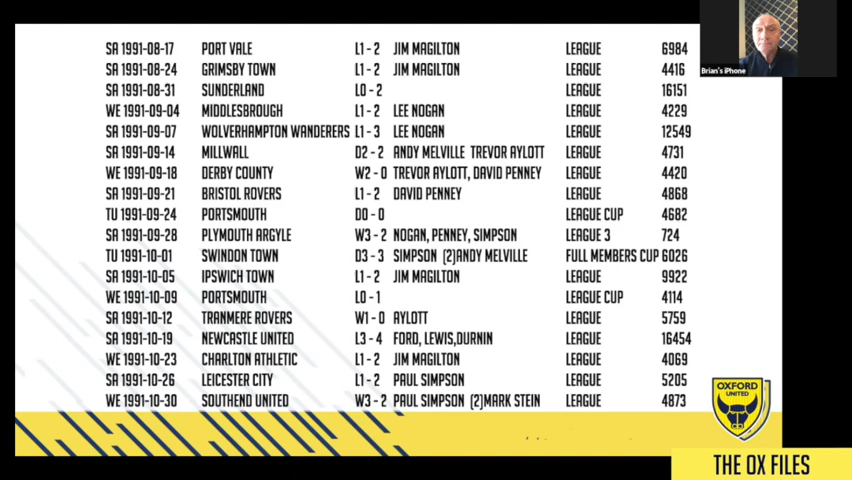 SA 1991-08-17 PORT VALE L1-2 JIM MAGILTON LEAGUE 6984
SA 1991-08-24 GRIMSBY TOWN L1-2 JIM MAGILTON LEAGUE 4416
SA 1991-08-31 SUNDERLAND L0-2 LEAGUE 16151
WE 1991-09-04 MIDDLESBROUGH L1-2 LEE NOGAN LEAGUE 4229
SA 1991-09-07 WOLVERHAMPTON WANDERERS L1-3 LEE NOGAN LEAGUE 12549
SA 1991-09-14 MILLWALL D2-2 ANDY MELVILLE TREVOR AYLOTT LEAGUE 4731
WE 1991-09-18 DERBY COUNTY W2-0 TREVOR AYLOTT, DAVID PENNEY LEAGUE 4420
SA 1991-09-21 BRISTOL ROVERS L1-2 DAVID PENNEY LEAGUE 4868
TU 1991-09-24 PORTSMOUTH D0-0 LEAGUE CUP 4682
SA 1991-09-28 PLYMOUTH ARGYLE W3-2 NOGAN, PENNEY, SIMPSON LEAGUE 3 724
TU 1991-10-01 SWINDON TOWN D3-3 SIMPSON (2)ANDY MELVILLE FULL MEMBERS CUP 6026
SA 1991-10-05 IPSWICH TOWN L1-2 JIM MAGILTON LEAGUE 9922
WE 1991-10-09 PORTSMOUTH L0-1 LEAGUE CUP 4114
SA 1991-10-12 TRANMERE ROVERS W1-0 AYLOTT LEAGUE 5759
SA 1991-10-19 NEWCASTLE UNITED L3-4 FORD, LEWIS,DURNIN LEAGUE 16454
WE 1991-10-23 CHARLTON ATHLETIC L1-2 JIM MAGILTON LEAGUE 4069
SA 1991-10-26 LEICESTER CITY L1-2 PAUL SIMPSON LEAGUE 5205
WE 1991-10-30 SOUTHEND UNITED W3-2 PAUL SIMPSON (2)MARK STEIN LEAGUE 4873
Brian's iPhone
OXFORD
UNITED
THE OX FILES